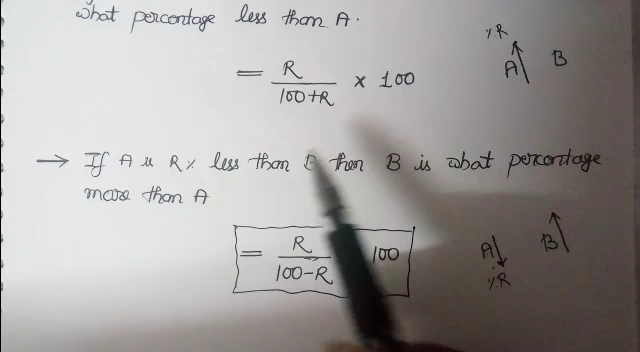 what percentage less than A.
= R / 100+R × 100
%R
A B
→ If A is R% less than B then B is what percentage
more than A
= R / 100-R 100
A B
%R